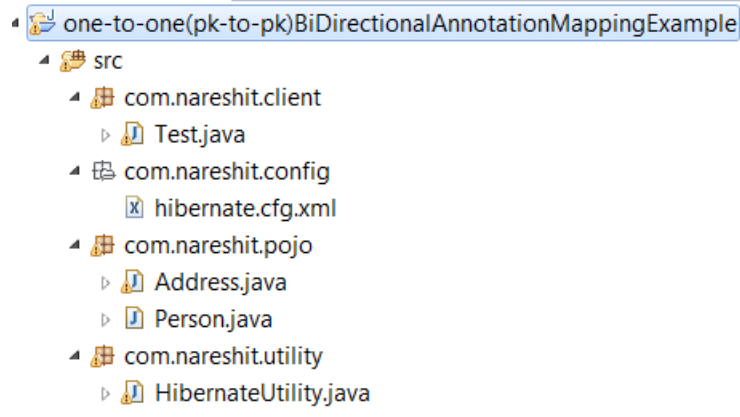 one-to-one(pk-to-pk)BiDirectionalAnnotationMappingExample
src
com.nareshit.client
Test.java
com.nareshit.config
hibernate.cfg.xml
com.nareshit.pojo
Address.java
Person.java
com.nareshit.utility
HibernateUtility.java